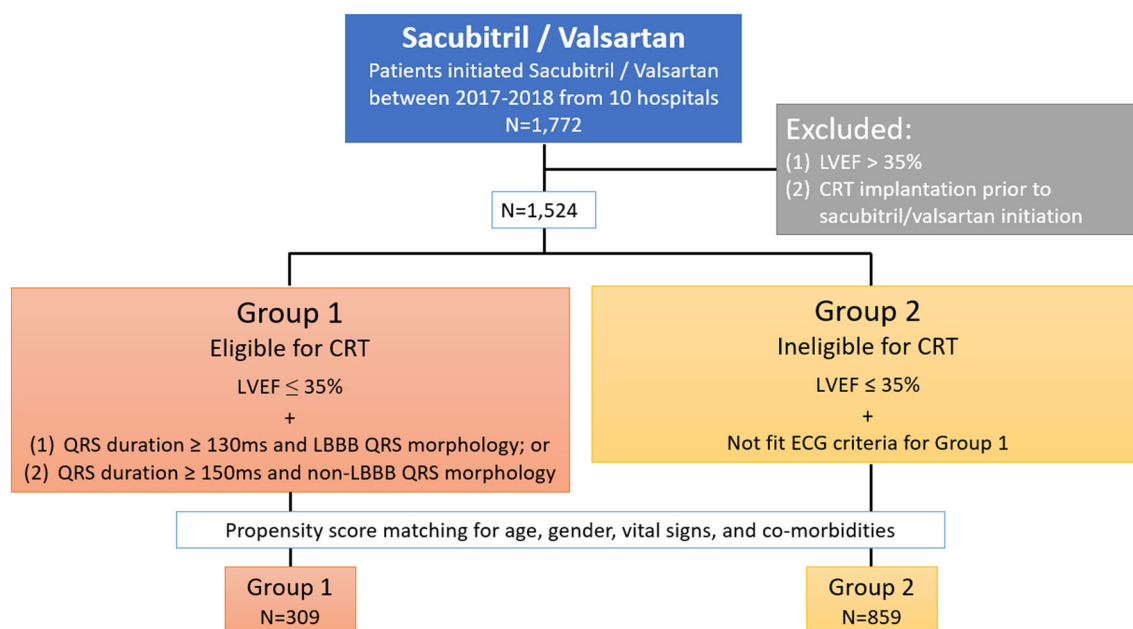 Sacubitril / Valsartan
Patients initiated Sacubitril / Valsartan
between 2017-2018 from 10 hospitals
N=1,772
Excluded:
(1) LVEF > 35%
(2) CRT implantation prior to
sacubitril/valsartan initiation
N=1,524
Group 1
Eligible for CRT
LVEF ≤ 35%
+
(1) QRS duration ≥ 130ms and LBBB QRS morphology; or
(2) QRS duration ≥ 150ms and non-LBBB QRS morphology
Group 2
Ineligible for CRT
LVEF ≤ 35%
+
Not fit ECG criteria for Group 1
Propensity score matching for age, gender, vital signs, and co-morbidities
Group 1
N=309
Group 2
N=859